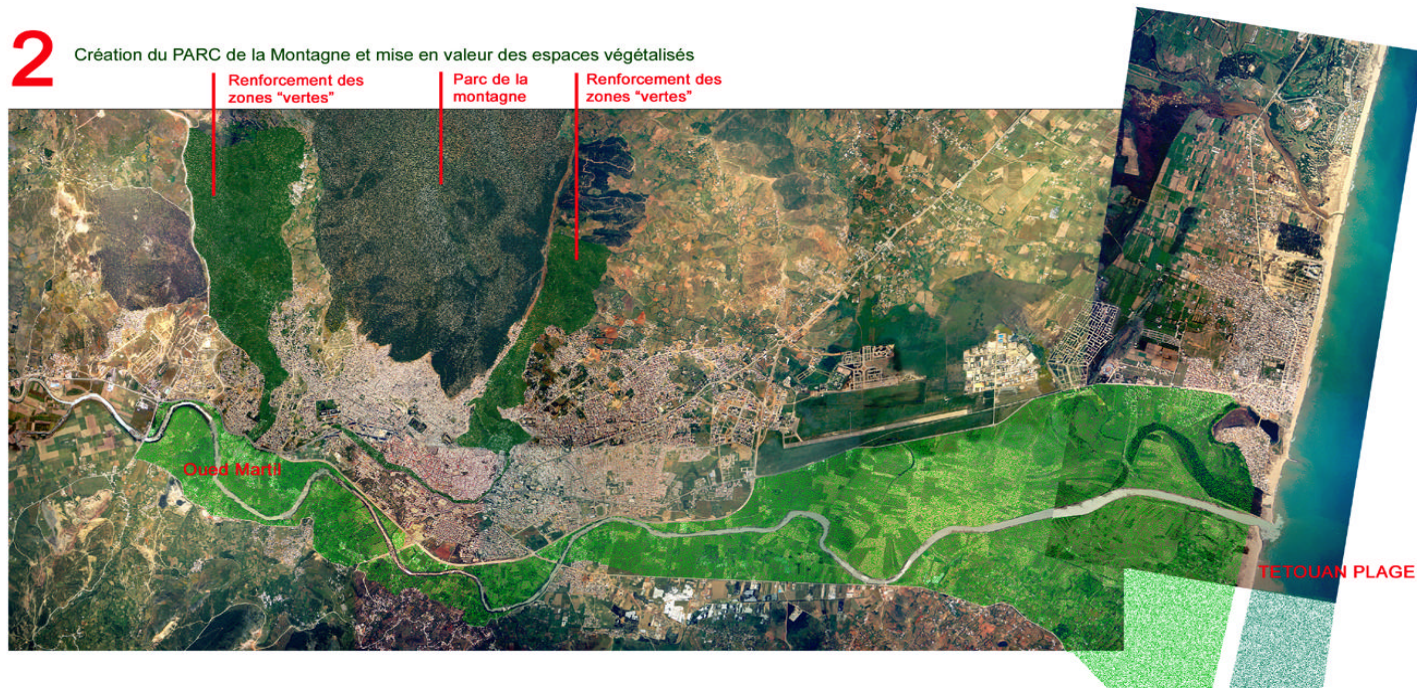 2
Création du PARC de la Montagne et mise en valeur des espaces végétalisés
Renforcement des
zones "vertes"
Parc de la
montagne
Renforcement des
zones "vertes"
Oued Martil
TETOUAN PLAGE